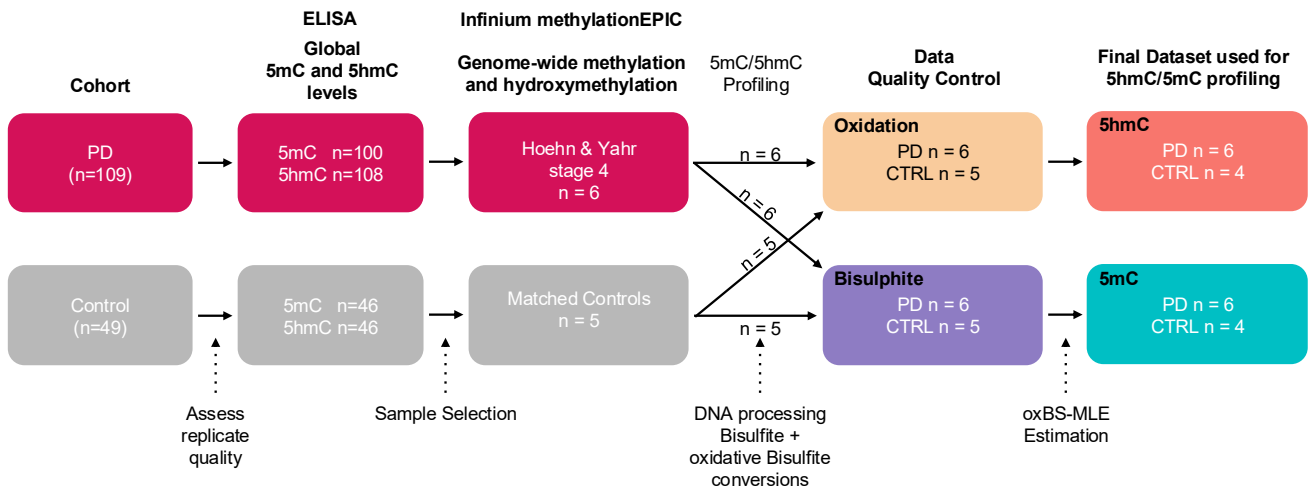 Cohort
ELISA
Global
5mC and 5hmC
levels
Infinium methylationEPIC
Genome-wide methylation
and hydroxymethylation
5mC/5hmC
Profiling
Data
Quality Control
Final Dataset used for
5hmC/5mC profiling
PD
(n=109)
5mC n=100
5hmC n=108
Hoehn & Yahr
stage 4
n = 6
n = 6
n = 6
n = 5
n = 5
Oxidation
PD n = 6
CTRL n = 5
5hmC
PD n = 6
CTRL n = 4
Control
(n=49)
5mC n=46
5hmC n=46
Matched Controls
n = 5
Bisulphite
PD n = 6
CTRL n = 5
5mC
PD n = 6
CTRL n = 4
Assess
replicate
quality
Sample Selection
DNA processing
Bisulfite +
oxidative Bisulfite
conversions
oxBS-MLE
Estimation